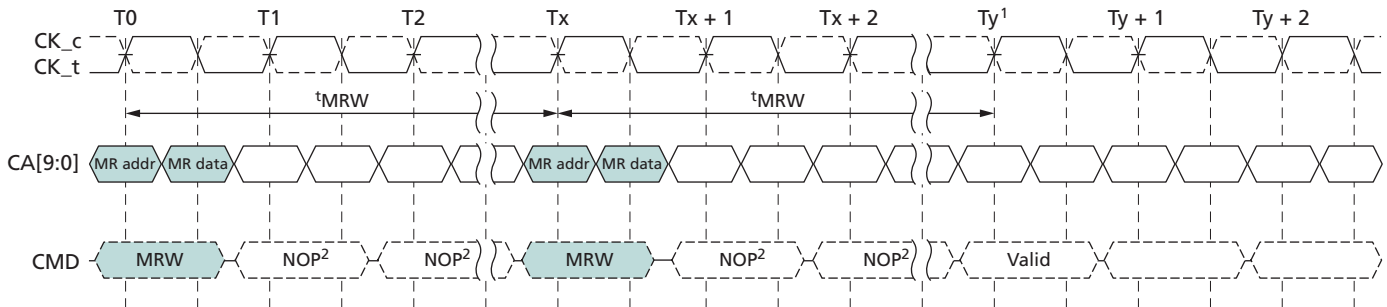 T0 T1 T2 Tx Tx + 1 Tx + 2 Ty¹ Ty + 1 Ty + 2
CK_c
CK_t
ᵗMRW ᵗMRW
CA[9:0] MR addr MR data MR addr MR data
CMD MRW NOP² NOP² MRW NOP² NOP² Valid